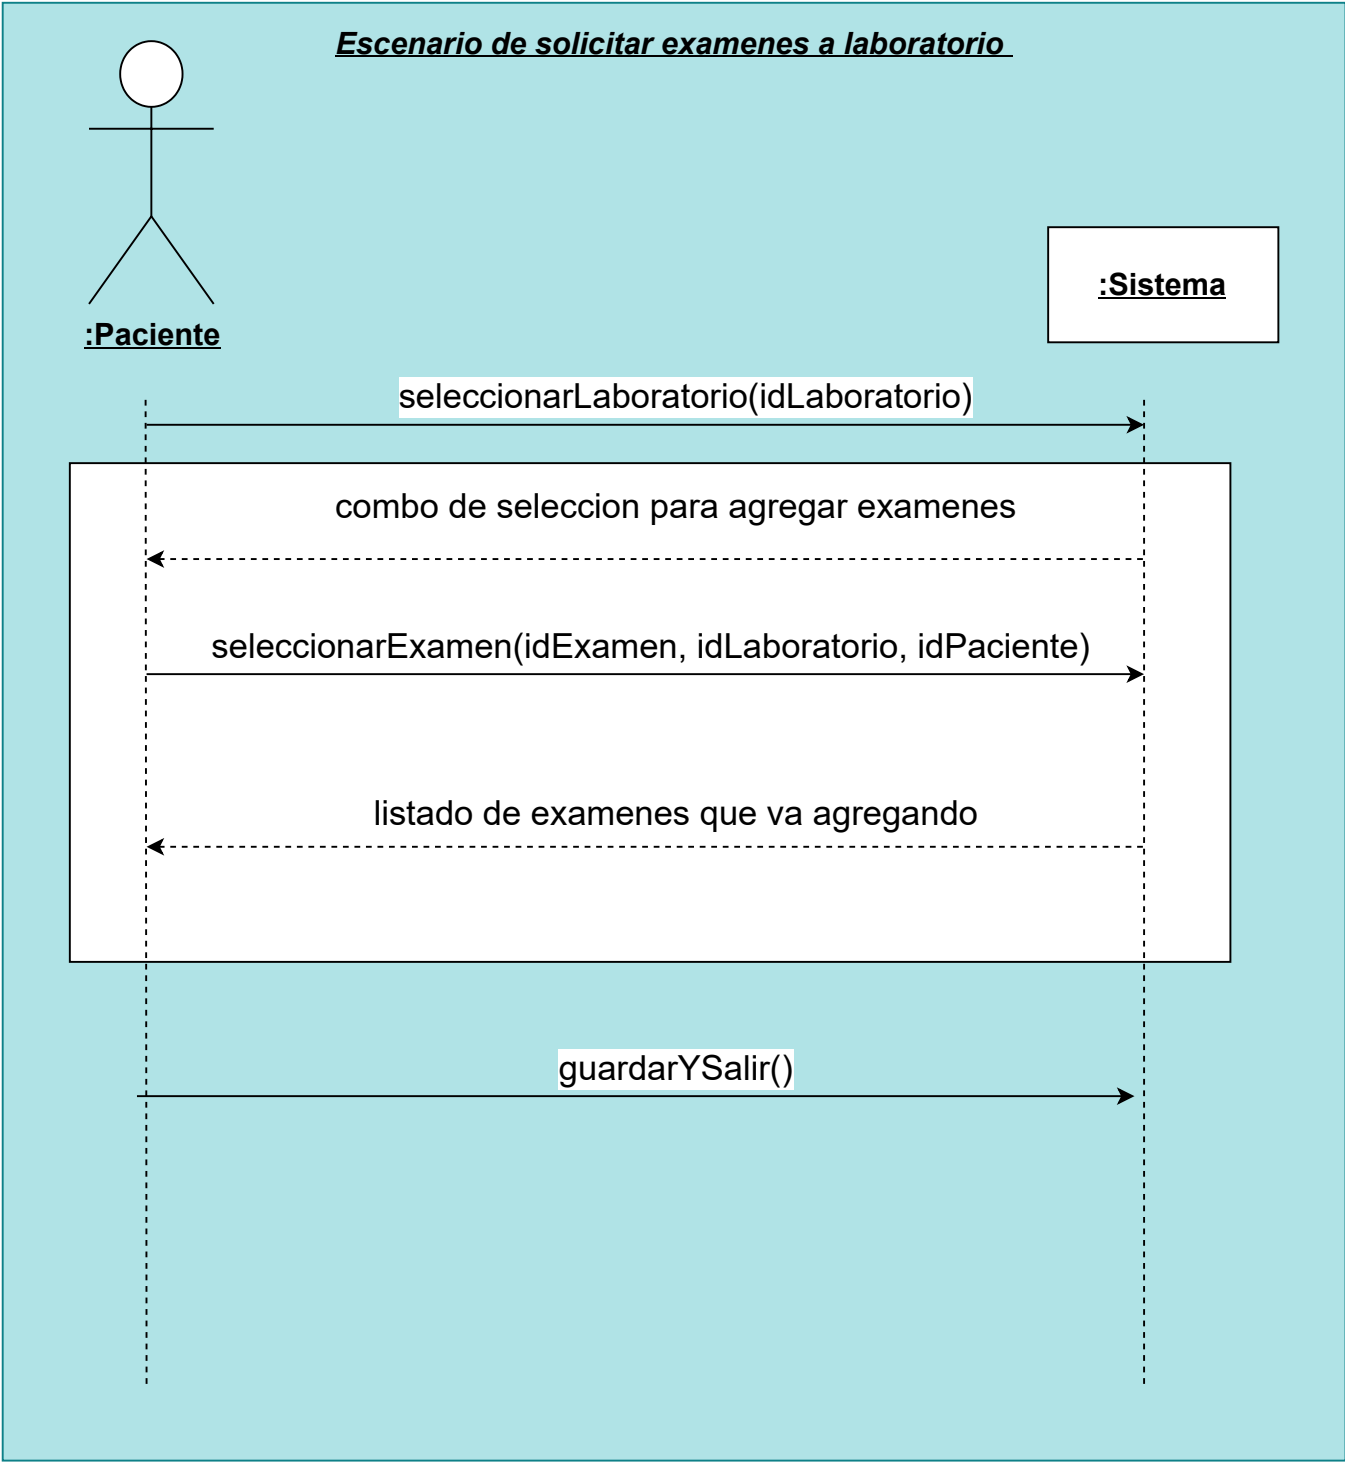 Escenario de solicitar examenes a laboratorio
:Sistema
:Paciente
seleccionarLaboratorio(idLaboratorio)
combo de seleccion para agregar examenes
seleccionarExamen(idExamen, idLaboratorio, idPaciente)
listado de examenes que va agregando
guardarYSalir()